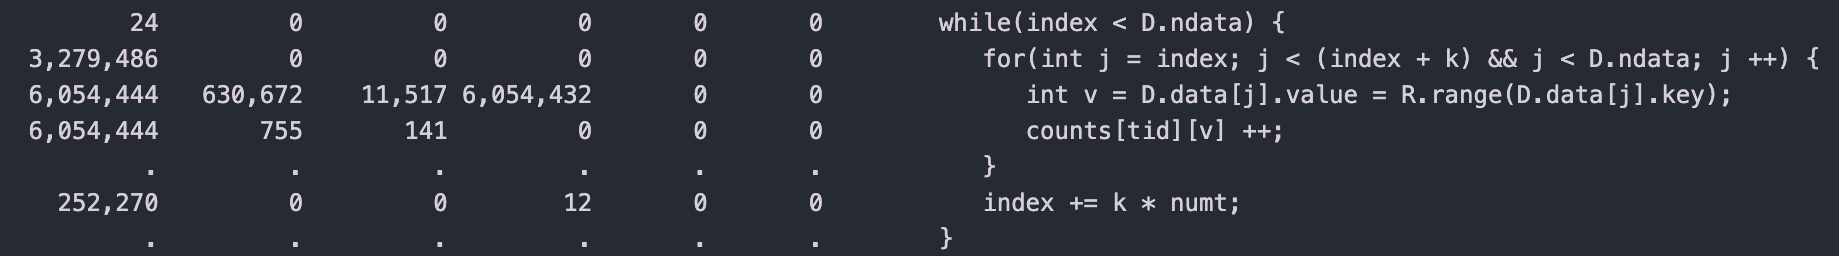 24 0 0 0 0 0 while(index < D.ndata) {
3,279,486 0 0 0 0 0 for(int j = index; j < (index + k) && j < D.ndata; j ++) {
6,054,444 630,672 11,517 6,054,432 0 0 int v = D.data[j].value = R.range(D.data[j].key);
6,054,444 755 141 0 0 0 counts[tid][v] ++;
. . . . . . }
252,270 0 0 12 0 0 index += k * numt;
. . . . . . }